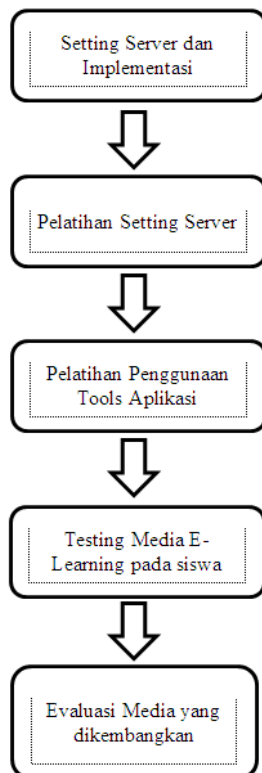 Setting Server dan
Implementasi
Pelatihan Setting Server
Pelatihan Penggunaan
Tools Aplikasi
Testing Media E-
Learning pada siswa
Evaluasi Media yang
dikembangkan